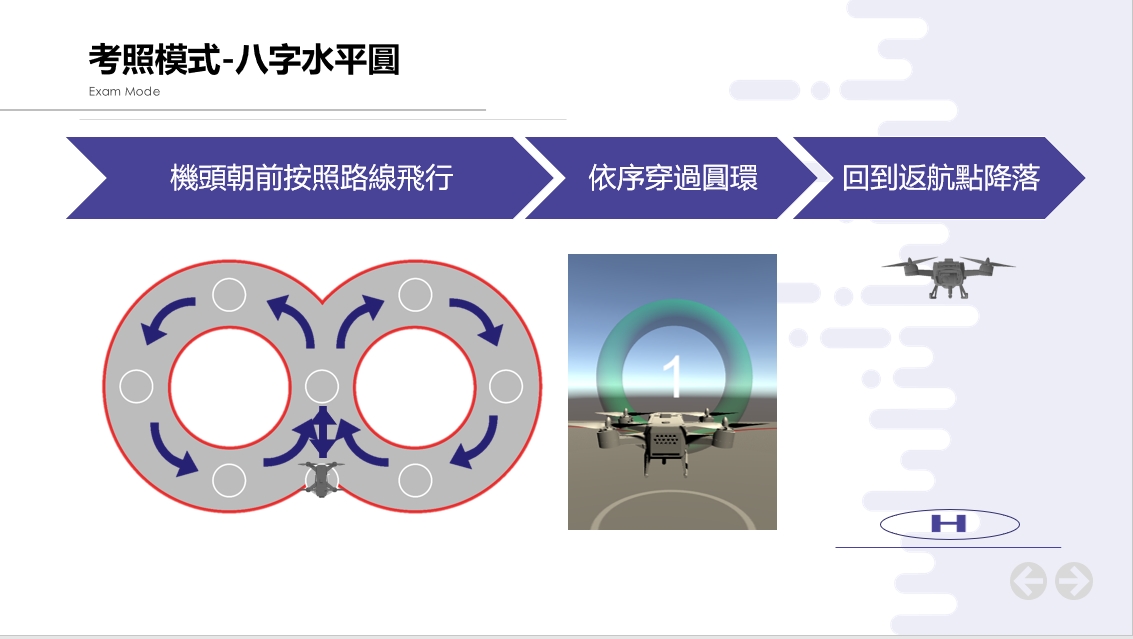 考照模式-八字水平圓
Exam Mode
機頭朝前按照路線飛行
依序穿過圓環
回到返航點降落
1
H